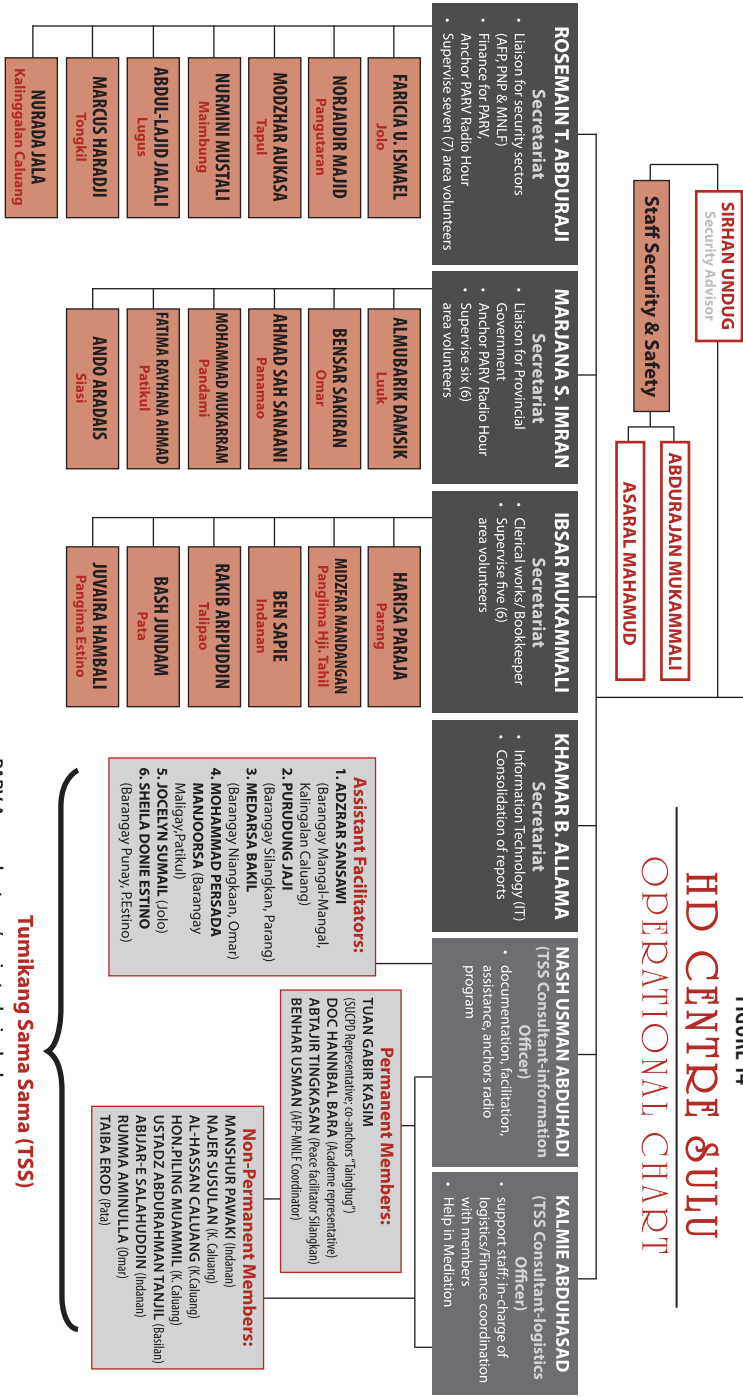 FIGURE 14
HD CENTRE SULU
OPERATIONAL CHART
SIRHAN UNDUG
Security Advisor
Staff Security & Safety
ABDURAJAN MUKAMMALI
ASARAL MAHAMUD
ROSEMAIN T. ABDURAJI
Secretariat
• Liaison for security sectors
(AFP, PNP & MNLF)
• Finance for PARV,
Anchor PARV Radio Hour
• Supervise seven (7) area volunteers
FARICIA U. ISMAEL
Jolo
NORJAIDIR MAJID
Pangutaran
MODZHAR AUKASA
Tapul
NURMINI MUSTALI
Maimbung
ABDUL-LAJID JALALI
Lugus
MARCUS HARADJI
Tongkil
NURADA JALA
Kalinggalan Caluang
MARJANA S. IMRAN
Secretariat
• Liaison for Provincial
Government
• Anchor PARV Radio Hour
• Supervise six (6)
area volunteers
ALMUBARIK DAMSIK
Luuk
BENSAR SAKIRAN
Omar
AHMAD SAH SANAANI
Panamao
MOHAMMAD MUKARRAM
Pandami
FATIMA RAYHANA AHMAD
Patikul
ANDO ARADAIS
Siasi
IBSAR MUKAMMALI
Secretariat
• Clerical works/ Bookkeeper
• Supervise five (6)
area volunteers
HARISA PARAJA
Parang
MIDZFAR MANDANGAN
Panglima Hji. Tahil
BEN SAPIE
Indanan
RAKIB ARIPUDDIN
Talipao
BASH JUNDAM
Pata
JUVAIRA HAMBALI
Pangima Estino
KHAMAR B. ALLAMA
Secretariat
• Information Technology (IT)
• Consolidation of reports
NASH USMAN ABDUHADI
(TSS Consultant-information
Officer)
• documentation, facilitation,
assistance, anchors radio
program
KALMIE ABDUHASAD
(TSS Consultant-logistics
Officer)
• support staff; in-charge of
logistics/Finance coordination
with members
• Help in Mediation
Assistant Facilitators:
1. ADZRAR SANSAWI
(Barangay Mangal-Mangal,
Kalingalan Caluang)
2. PURUDUNG JAJI
(Barangay Silangkan, Parang)
3. MEDARSA BAKIL
(Barangay Niangkaan, Omar)
4. MOHAMMAD PERSADA
MANJOORSA (Barangay
Maligay,Patikul)
5. JOCELYN SUMAIL (Jolo)
6. SHEILA DONIE ESTINO
(Barangay Punay, P.Estino)
Permanent Members:
TUAN GABIR KASIM
(SUCPD Representative; co-anchors "Tainghug")
DOC HANNBAL BARA (Academe representative)
ABTAJIR TINGKASAN (Peace facilitator Silangkan)
BENHAR USMAN (AFP-MNLF Coordinator)
Non-Permanent Members:
MANSHUR PAWAKI (Indanan)
NAJER SUSULAN (K. Caluang)
AL-HASSAN CALUANG (K.Caluang)
HON.PILING MUAMMIL (K. Caluang)
USTADZ ABDURAHMAN TANJIL (Basilan)
ABIJAR-E SALAHUDDIN (Indanan)
RUMMA AMINULLA (Omar)
TAIBA EROD (Pata)
Tumikang Sama Sama (TSS)